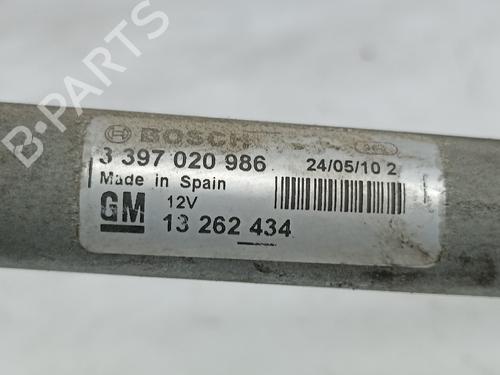 BOSCH
3 397 020 986
24/05/10 2
Made in Spain
GM
12V
13 262 434
B-PARTS